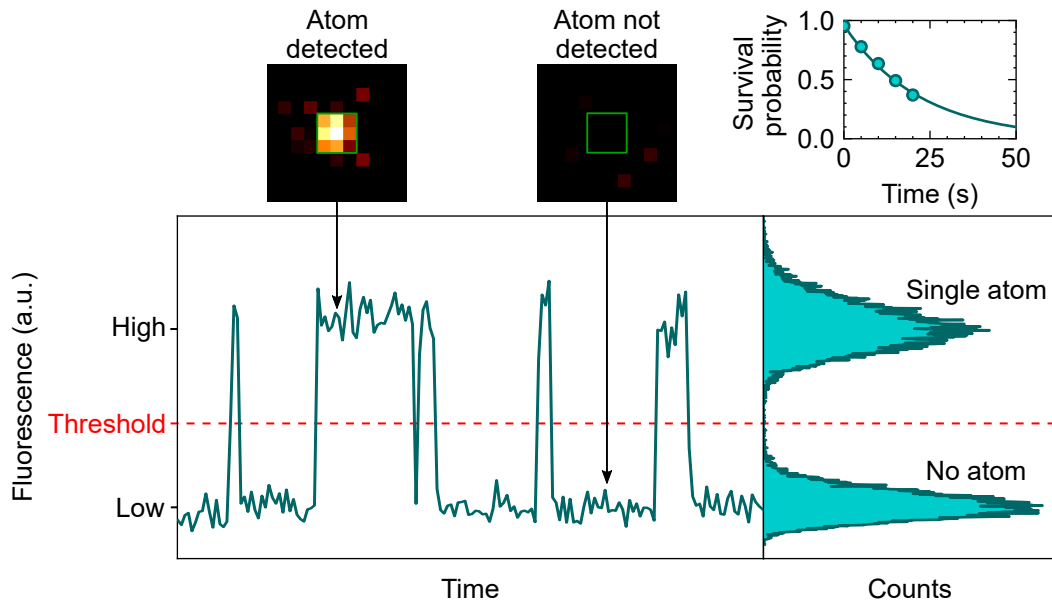 Atom
detected
Atom not
detected
Survival
probability
1.0
0.5
0.0
0
25
50
Time (s)
Fluorescence (a.u.)
High
Threshold
Low
Single atom
No atom
Time
Counts